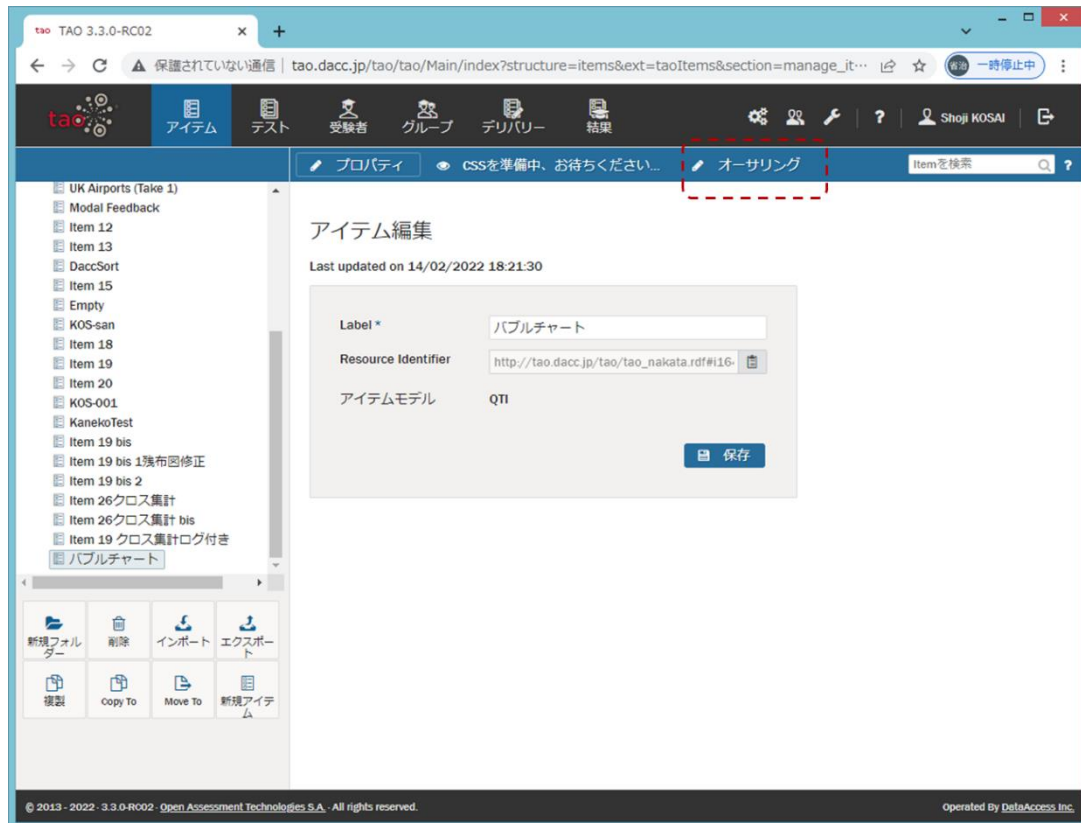 tao TAO 3.3.0-RC02
保護されていない通信 | tao.dacc.jp/tao/tao/Main/index?structure=items&ext=taoItems&section=manage_it… 省治 一時停止中
tao アイテム テスト 受験者 グループ デリバリー 結果 ? Shoji KOSAI
プロパティ CSSを準備中、お待ちください... オーサリング Itemを検索 ?
UK Airports (Take 1)
Modal Feedback
Item 12
Item 13
DaccSort
Item 15
Empty
KOS-san
Item 18
Item 19
Item 20
KOS-001
KanekoTest
Item 19 bis
Item 19 bis 1残布図修正
Item 19 bis 2
Item 26クロス集計
Item 26クロス集計 bis
Item 19 クロス集計ログ付き
バブルチャート
新規フォル
ダー
削除
インポート
エクスポー
ト
複製
Copy To
Move To
新規アイテ
ム
アイテム編集
Last updated on 14/02/2022 18:21:30
Label * バブルチャート
Resource Identifier http://tao.dacc.jp/tao/tao_nakata.rdf#i16-
アイテムモデル QTI
保存
© 2013 - 2022 · 3.3.0-RC02 · Open Assessment Technologies S.A. · All rights reserved. Operated By DataAccess Inc.